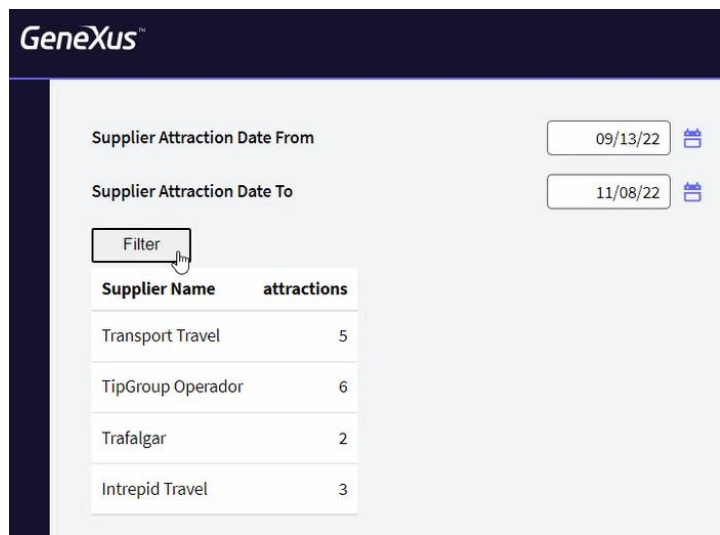 GeneXus™
Supplier Attraction Date From 09/13/22
Supplier Attraction Date To 11/08/22
Filter
Supplier Name attractions
Transport Travel 5
TipGroup Operador 6
Trafalgar 2
Intrepid Travel 3